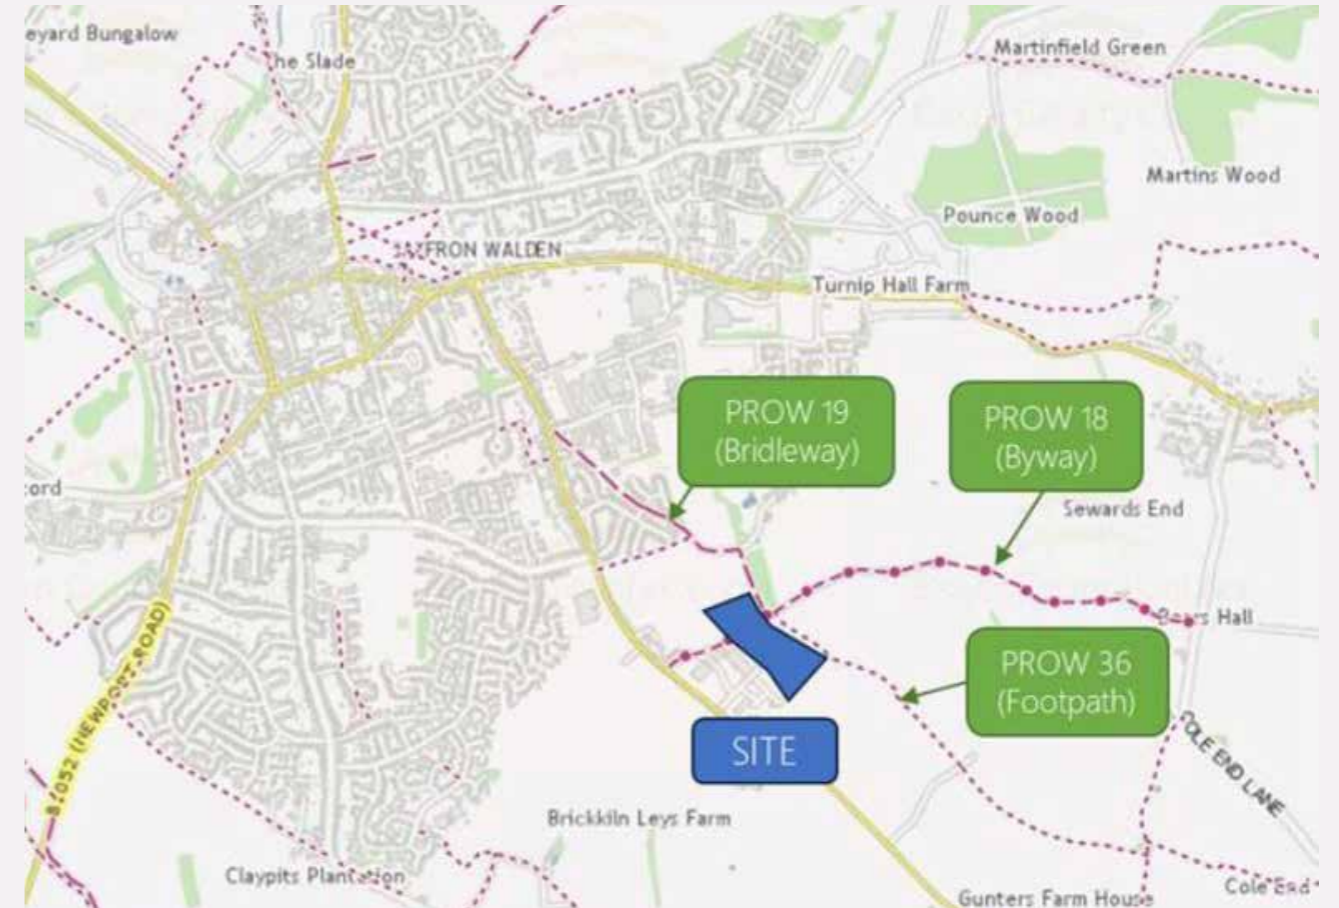 eyard Bungalow
he Slade
Martinfield Green
Martins Wood
Pounce Wood
FRON WALDEN
Turnip Hall Farm
PROW 19
(Bridleway)
PROW 18
(Byway)
Sewards End
ord
Hall
PROW 36
(Footpath)
SITE
COLE END LANE
(NEWPORT ROAD)
Brickkiln Leys Farm
Claypits Plantation
Gunters Farm House
Cole End